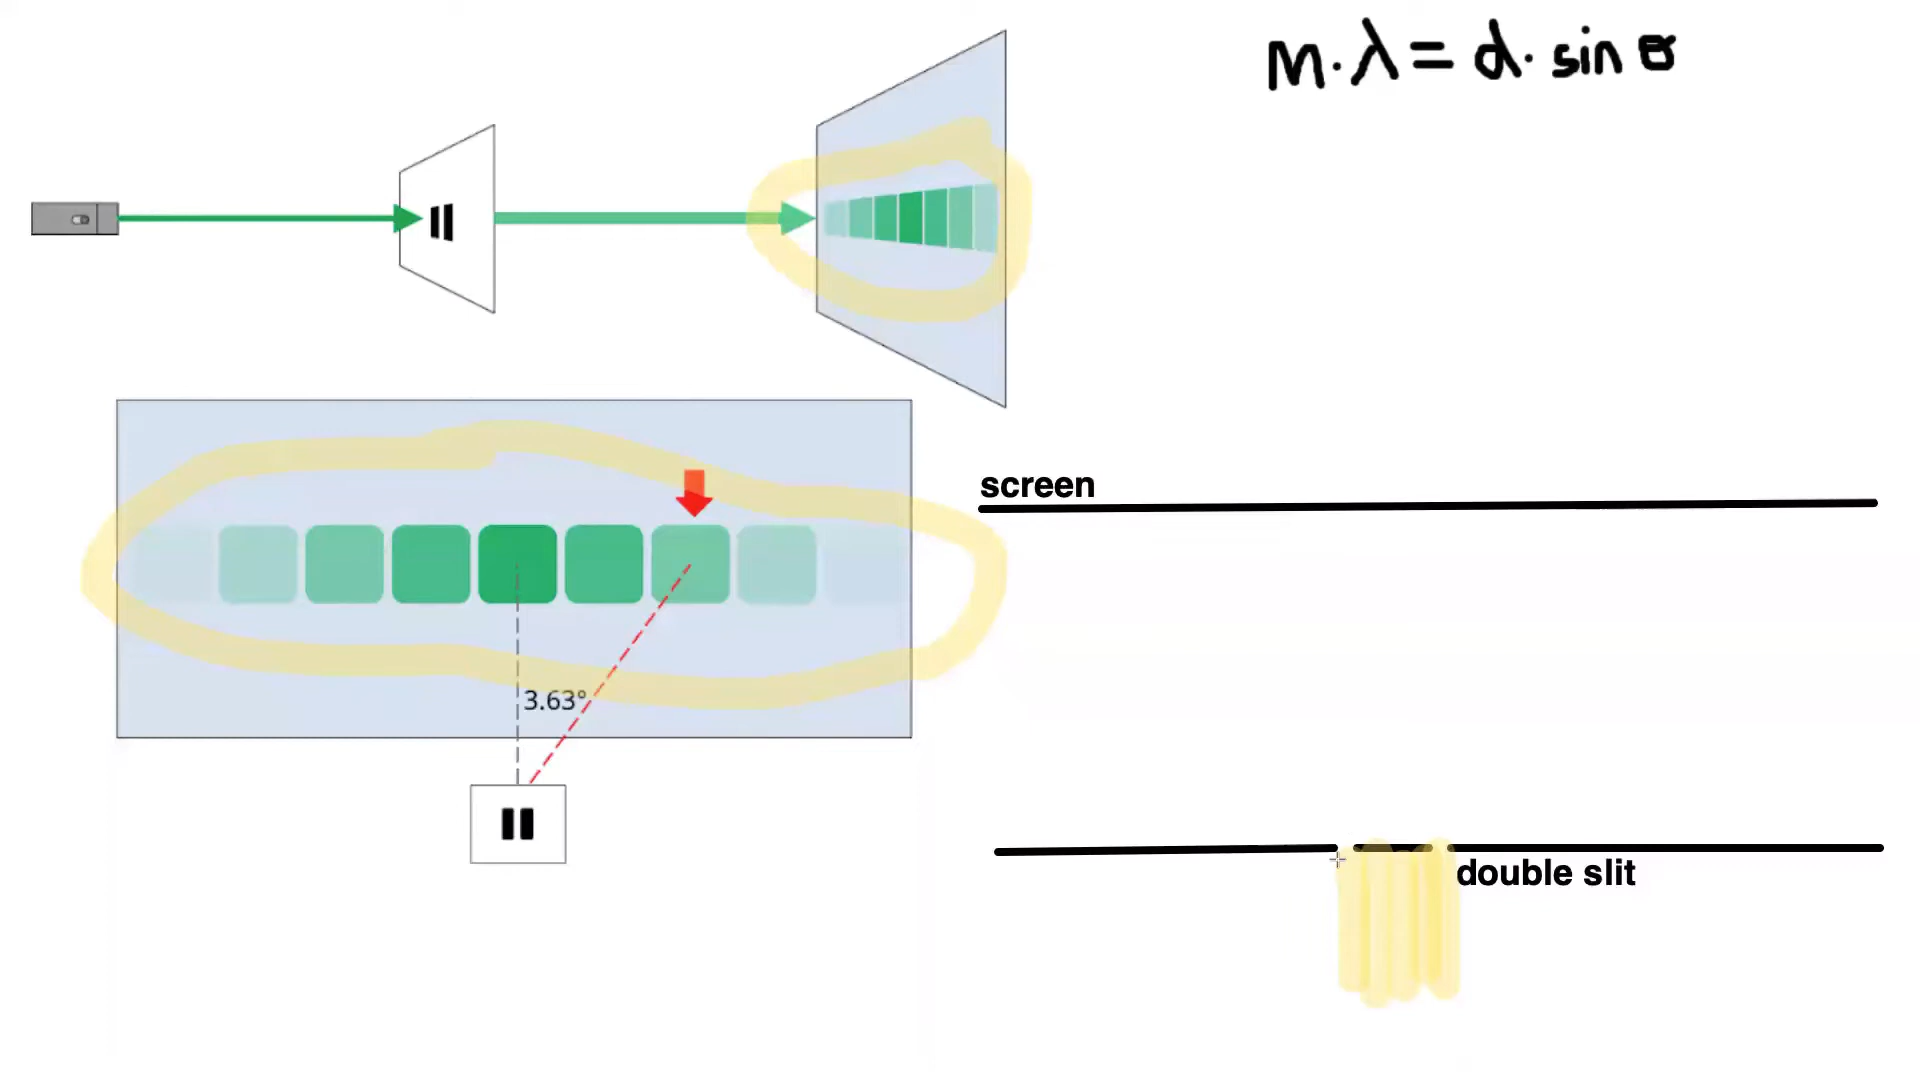 m·λ = d·sin θ
screen
3.63°
double slit